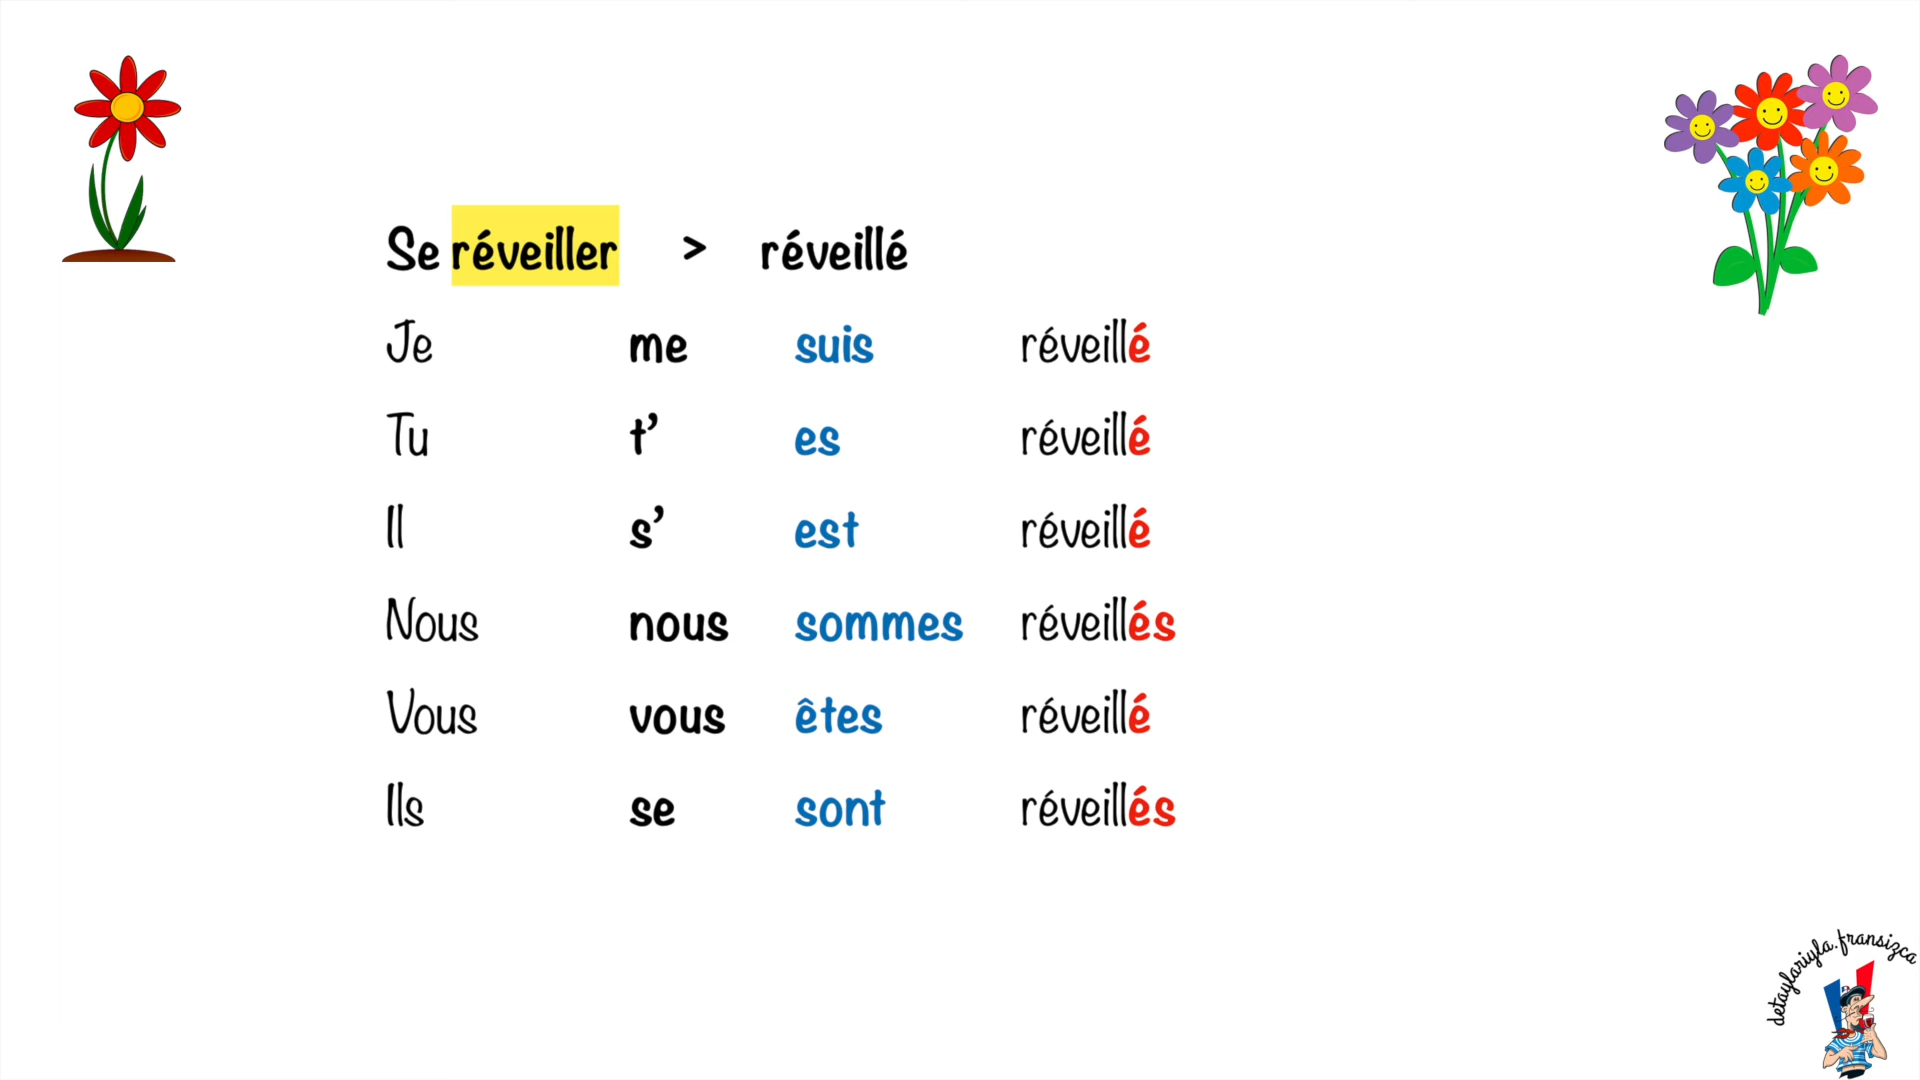 Se réveiller > réveillé
Je me suis réveillé
Tu t’ es réveillé
Il s’ est réveillé
Nous nous sommes réveillés
Vous vous êtes réveillé
Ils se sont réveillés
detaylariyla.fransizca